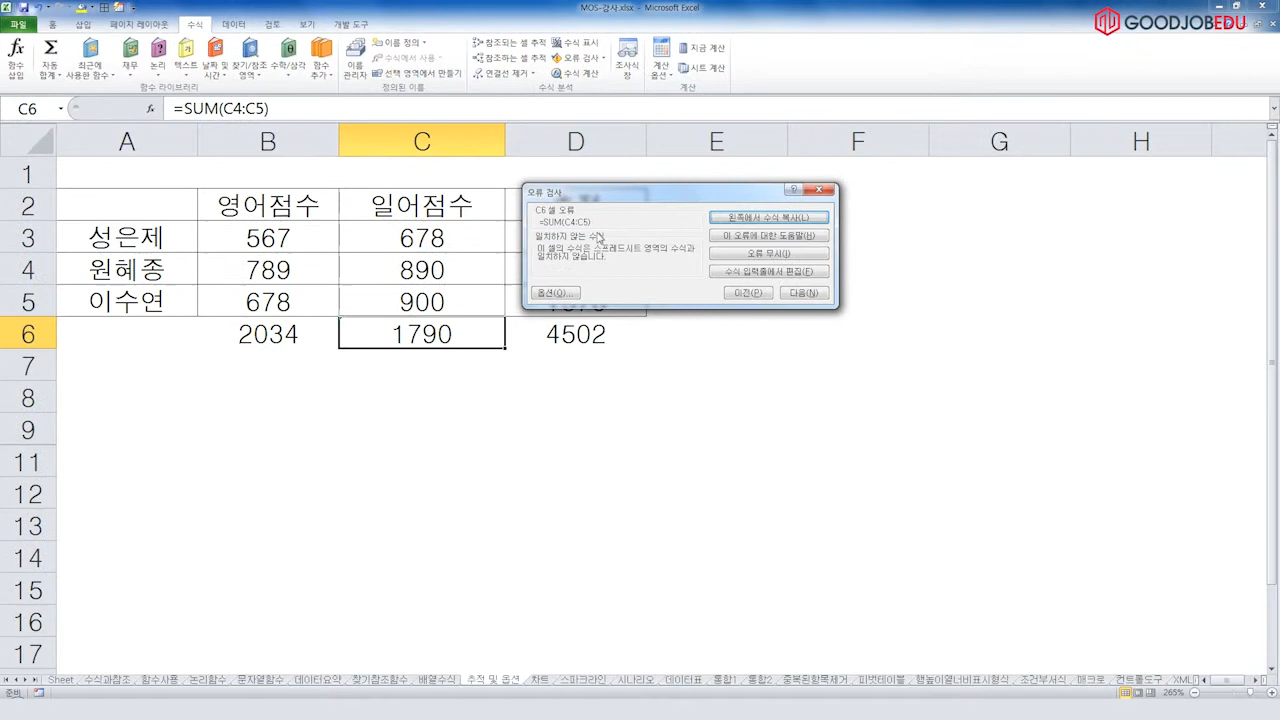 MOS-감사.xlsx - Microsoft Excel
GOODJOBEDU
파일 홈 삽입 페이지 레이아웃 수식 데이터 검토 보기 개발 도구
fx 함수 삽입
Σ 자동 합계
최근에 사용한 함수
재무
논리
텍스트
날짜 및 시간
찾기/참조 영역
수학/삼각
함수 추가
함수 라이브러리
이름 관리자
이름 정의
수식에서 사용
선택 영역에서 만들기
정의된 이름
참조되는 셀 추적
참조하는 셀 추적
연결선 제거
수식 표시
오류 검사
수식 계산
수식 분석
조사식 창
계산 옵션
지금 계산
시트 계산
계산
C6 fx =SUM(C4:C5)
A B C D E F G H
1
2 영어점수 일어점수
3 성은제 567 678
4 원혜종 789 890
5 이수연 678 900
6 2034 1790 4502
7
8
9
11
12
13
14
15
16
17
오류 검사
C6 셀 오류
=SUM(C4:C5)
일치하지 않는 수식
이 셀의 수식은 스프레드시트 영역의 수식과
일치하지 않습니다.
왼쪽에서 수식 복사(L)
이 오류에 대한 도움말(H)
오류 무시(I)
수식 입력줄에서 편집(F)
옵션(O)... 이전(P) 다음(N)
Sheet 수식과참조 함수사용 논리함수 문자열함수 데이터요약 찾기참조함수 배열수식 추적 및 옵션 차트 스파크라인 시나리오 데이터표 통합1 통합2 중복된항목제거 피벗테이블 행높이열너비표시형식 조건부서식 매크로 컨트롤도구 XML
준비 265%